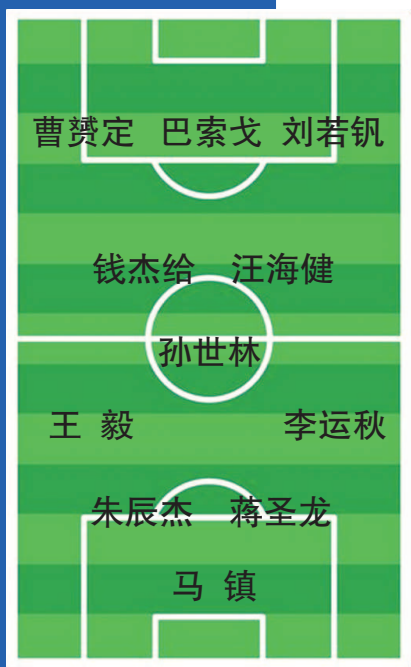 曹赟定 巴索戈 刘若钒
钱杰给 汪海健
孙世林
王 毅 李运秋
朱辰杰 蒋圣龙
马 镇